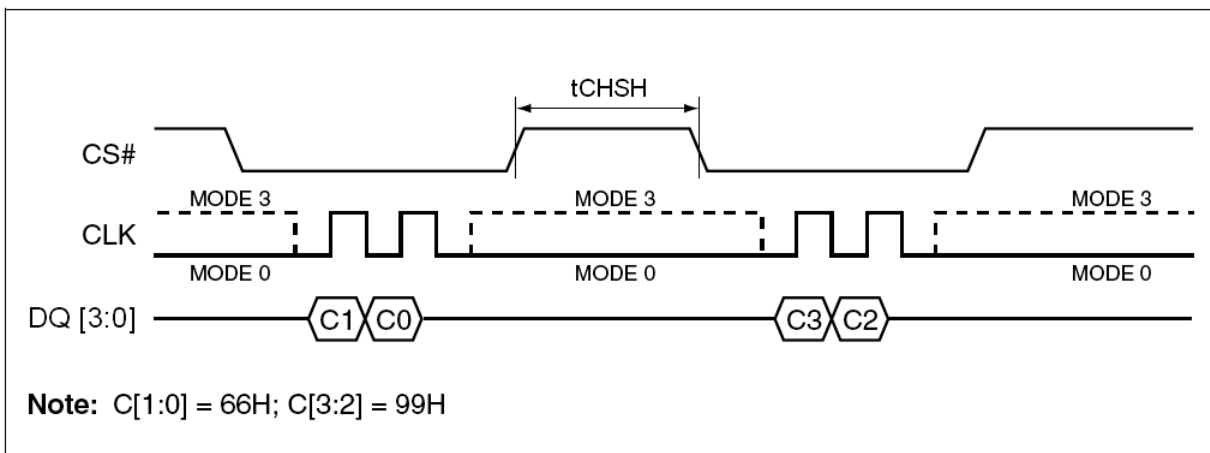 tCHSH
CS#
MODE 3 MODE 3 MODE 3
CLK
MODE 0 MODE 0 MODE 0
DQ [3:0] C1 C0 C3 C2
Note: C[1:0] = 66H; C[3:2] = 99H